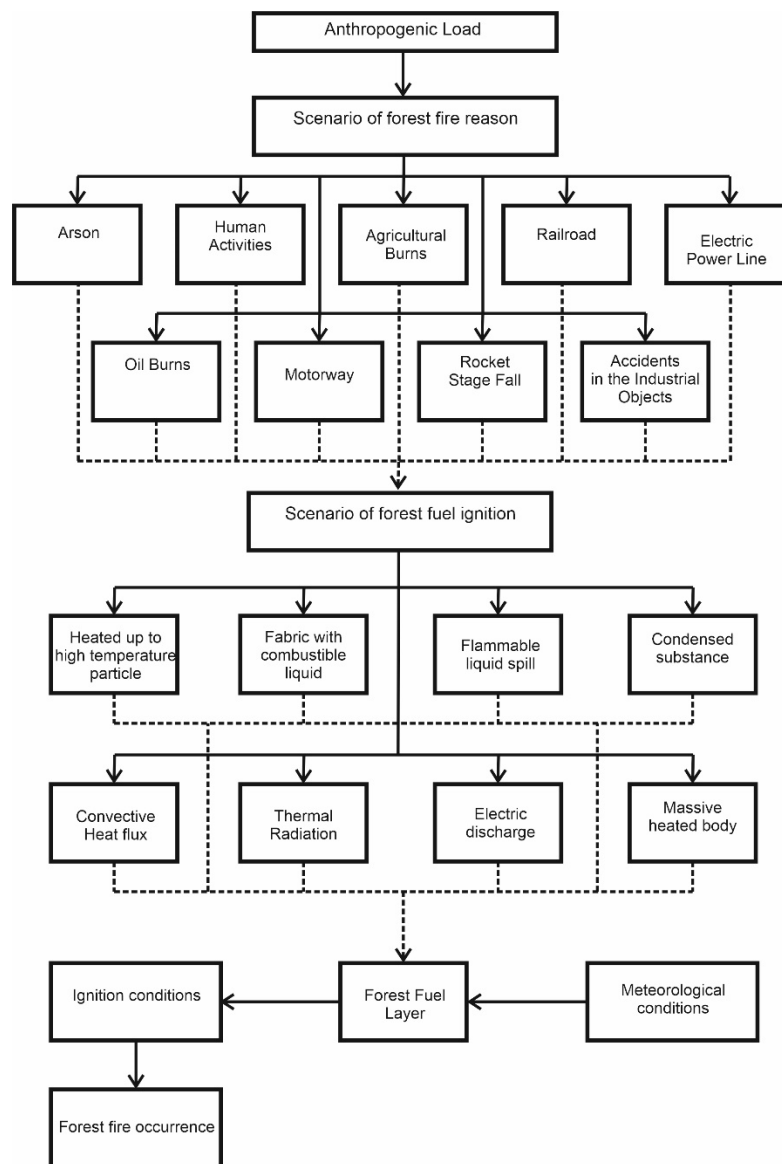 Anthropogenic Load
Scenario of forest fire reason
Arson
Human
Activities
Agricultural
Burns
Railroad
Electric
Power Line
Oil Burns
Motorway
Rocket
Stage Fall
Accidents
in the Industrial
Objects
Scenario of forest fuel ignition
Heated up to
high temperature
particle
Fabric with
combustible
liquid
Flammable
liquid spill
Condensed
substance
Convective
Heat flux
Thermal
Radiation
Electric
discharge
Massive
heated body
Ignition conditions
Forest Fuel
Layer
Meteorological
conditions
Forest fire occurrence